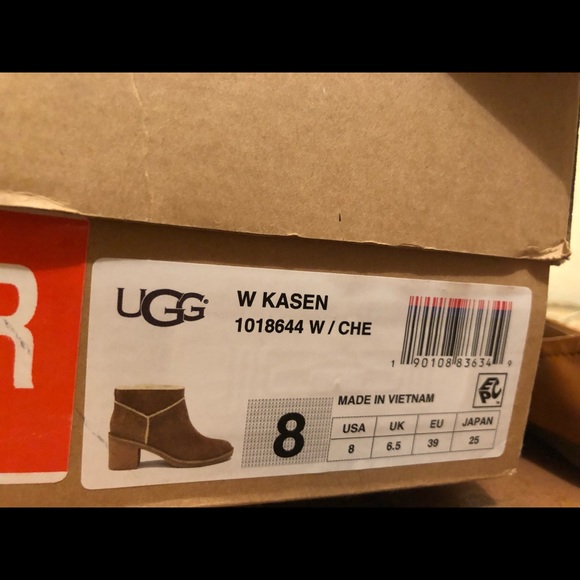 R
UGG®
W KASEN
1018644 W / CHE
1 90108 83634 9
EPC™
8
MADE IN VIETNAM
USA UK EU JAPAN
8 6.5 39 25